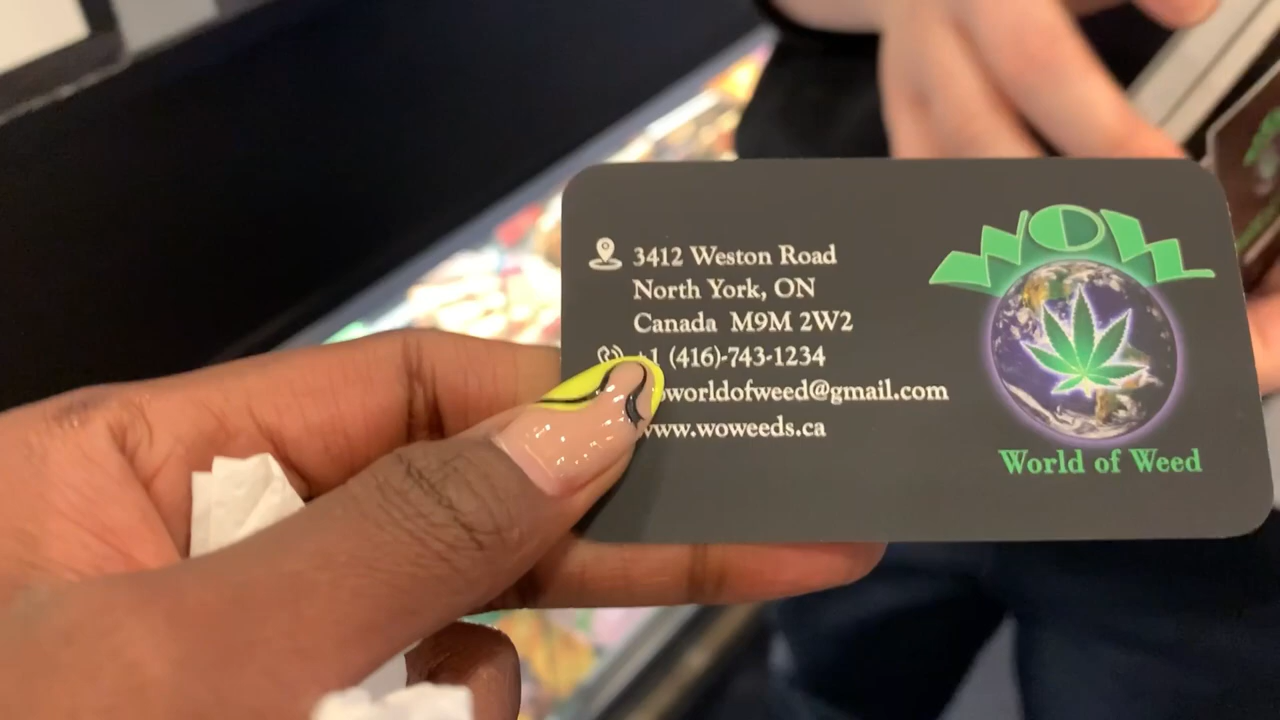 3412 Weston Road
North York, ON
Canada M9M 2W2
+1 (416)-743-1234
oworldofweed@gmail.com
www.woweeds.ca
WOW
World of Weed